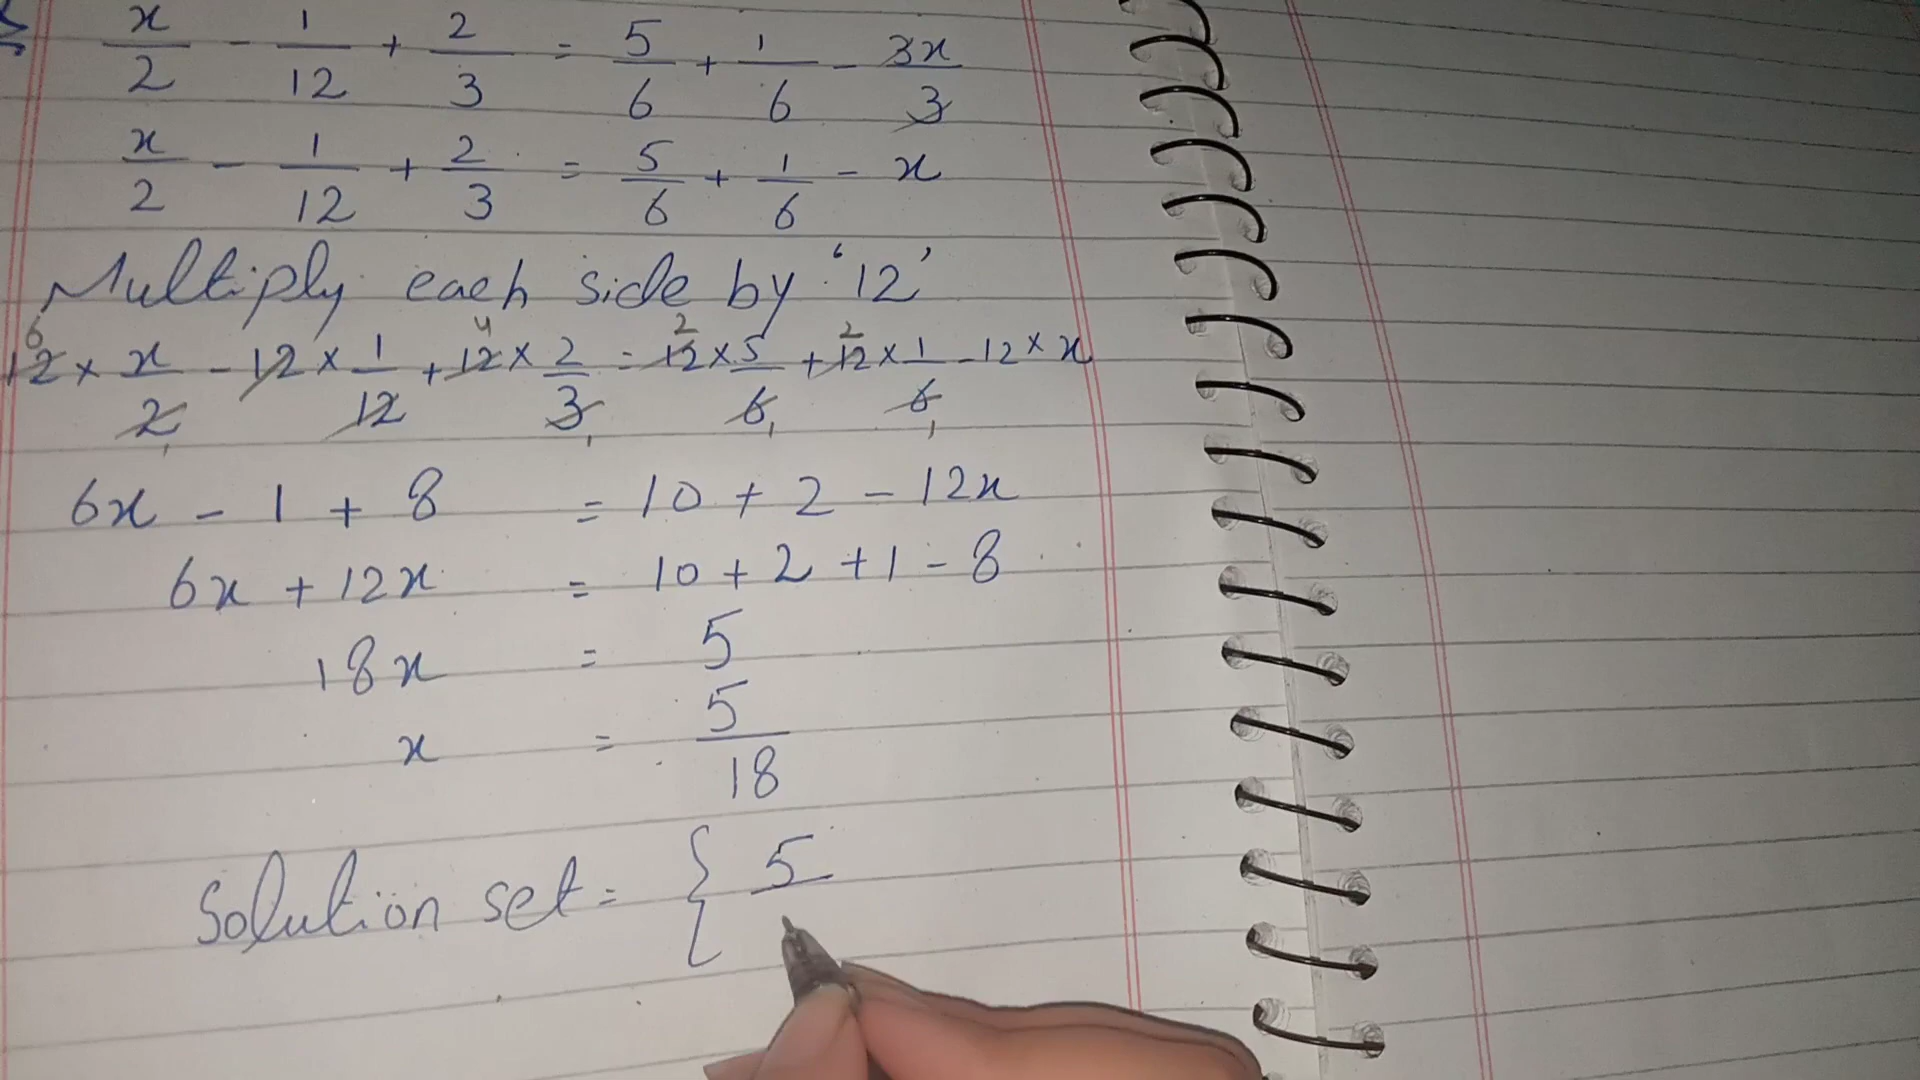 x/2 - 1/12 + 2/3 = 5/6 + 1/6 - 3x/3
x/2 - 1/12 + 2/3 = 5/6 + 1/6 - x
Multiply each side by '12'
12 × x/2 - 12 × 1/12 + 12 × 2/3 = 12 × 5/6 + 12 × 1/6 - 12 × x
6x - 1 + 8 = 10 + 2 - 12x
6x + 12x = 10 + 2 + 1 - 8
18x = 5
x = 5/18
Solution set = { 5